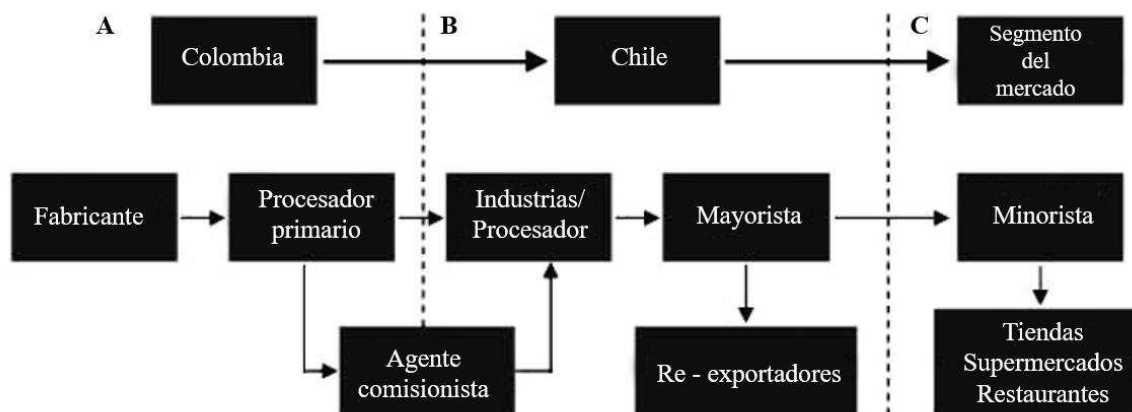 A
Colombia
B
Chile
C
Segmento
del
mercado
Fabricante
Procesador
primario
Industrias/
Procesador
Mayorista
Minorista
Agente
comisionista
Re - exportadores
Tiendas
Supermercados
Restaurantes